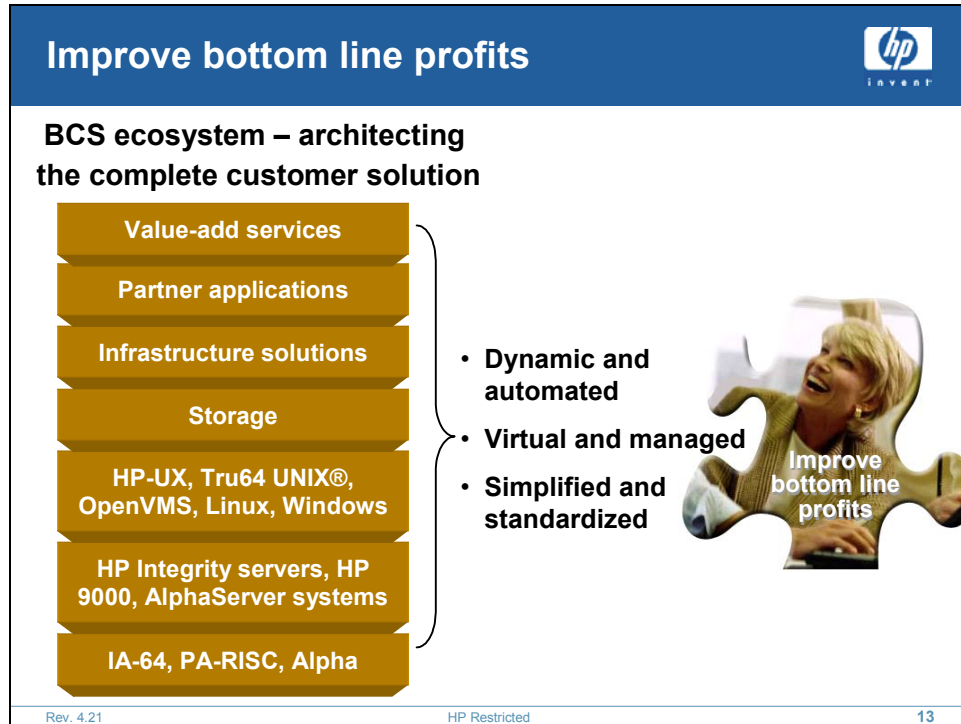 Improve bottom line profits
hp
invent
BCS ecosystem – architecting
the complete customer solution
Value-add services
Partner applications
Infrastructure solutions
Storage
HP-UX, Tru64 UNIX®,
OpenVMS, Linux, Windows
HP Integrity servers, HP
9000, AlphaServer systems
IA-64, PA-RISC, Alpha
• Dynamic and
automated
• Virtual and managed
• Simplified and
standardized
Improve
bottom line
profits
Rev. 4.21
HP Restricted
13